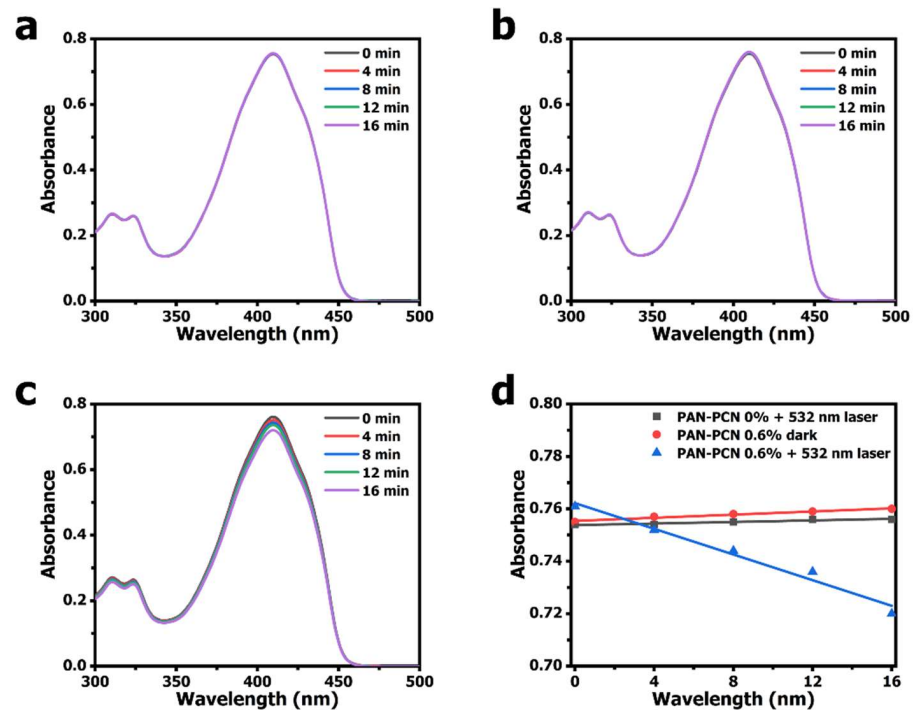 a
0.8
0.6
0.4
0.2
0.0
Absorbance
300
350
400
450
500
Wavelength (nm)
0 min
4 min
8 min
12 min
16 min
b
0.8
0.6
0.4
0.2
0.0
Absorbance
300
350
400
450
500
Wavelength (nm)
0 min
4 min
8 min
12 min
16 min
c
0.8
0.6
0.4
0.2
0.0
Absorbance
300
350
400
450
500
Wavelength (nm)
0 min
4 min
8 min
12 min
16 min
d
0.80
0.78
0.76
0.74
0.72
0.70
Absorbance
0
4
8
12
16
Wavelength (nm)
PAN-PCN 0% + 532 nm laser
PAN-PCN 0.6% dark
PAN-PCN 0.6% + 532 nm laser